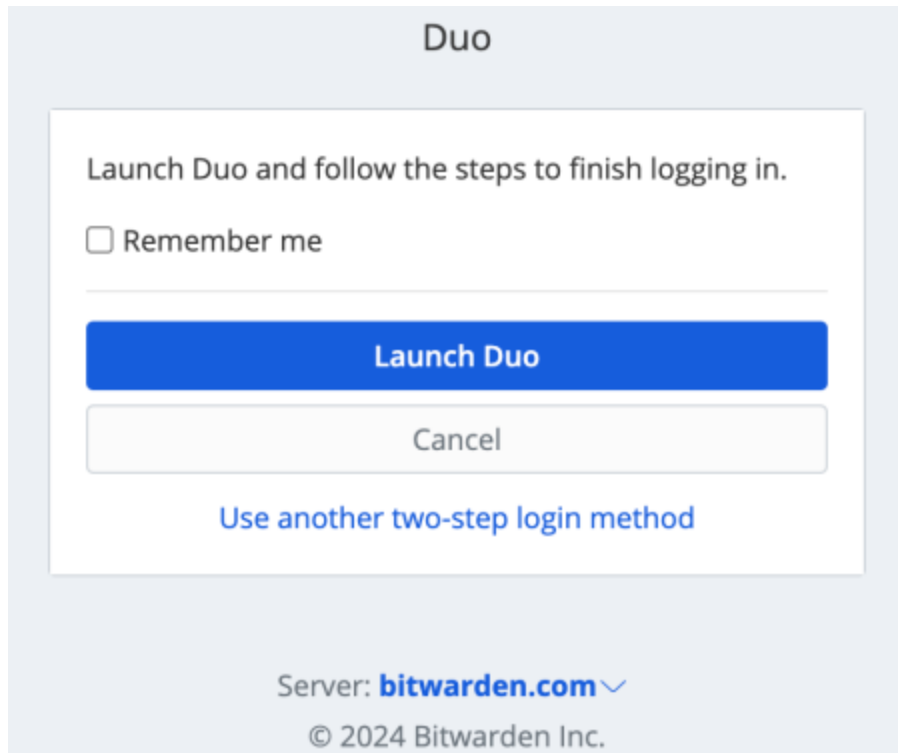 Duo
Launch Duo and follow the steps to finish logging in.
Remember me
Launch Duo
Cancel
Use another two-step login method
Server: bitwarden.com
© 2024 Bitwarden Inc.